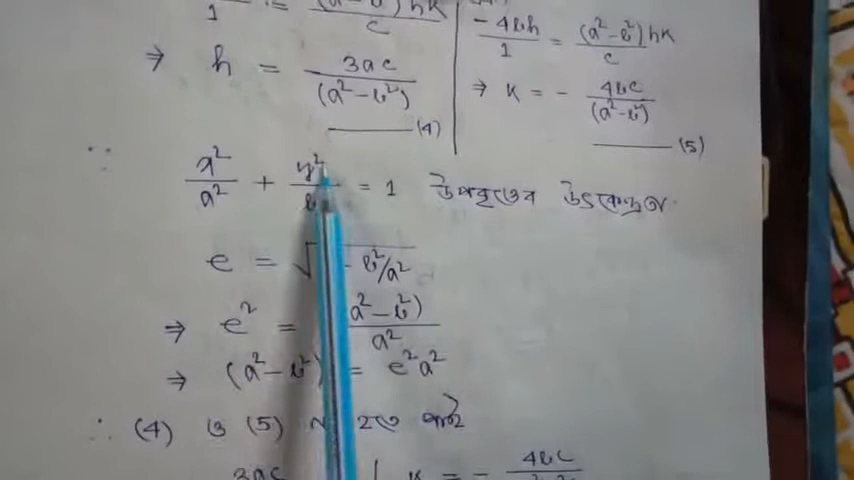 ⇒ h = 3ac / (a² - b²) ——— (4)
- 4bh / 1 = (a² - b²) hk / c
⇒ k = - 4bc / (a² - b²) ——— (5)
∴ x² / a² + y² / b² = 1 উপবৃত্তের উৎকেন্দ্রতা
e = √ - b²/a²
⇒ e² = a² - b²) / a²
⇒ (a² - b²) = e²a²
∴ (4) ও (5) হতে পাই
3ac | k = - 4bc